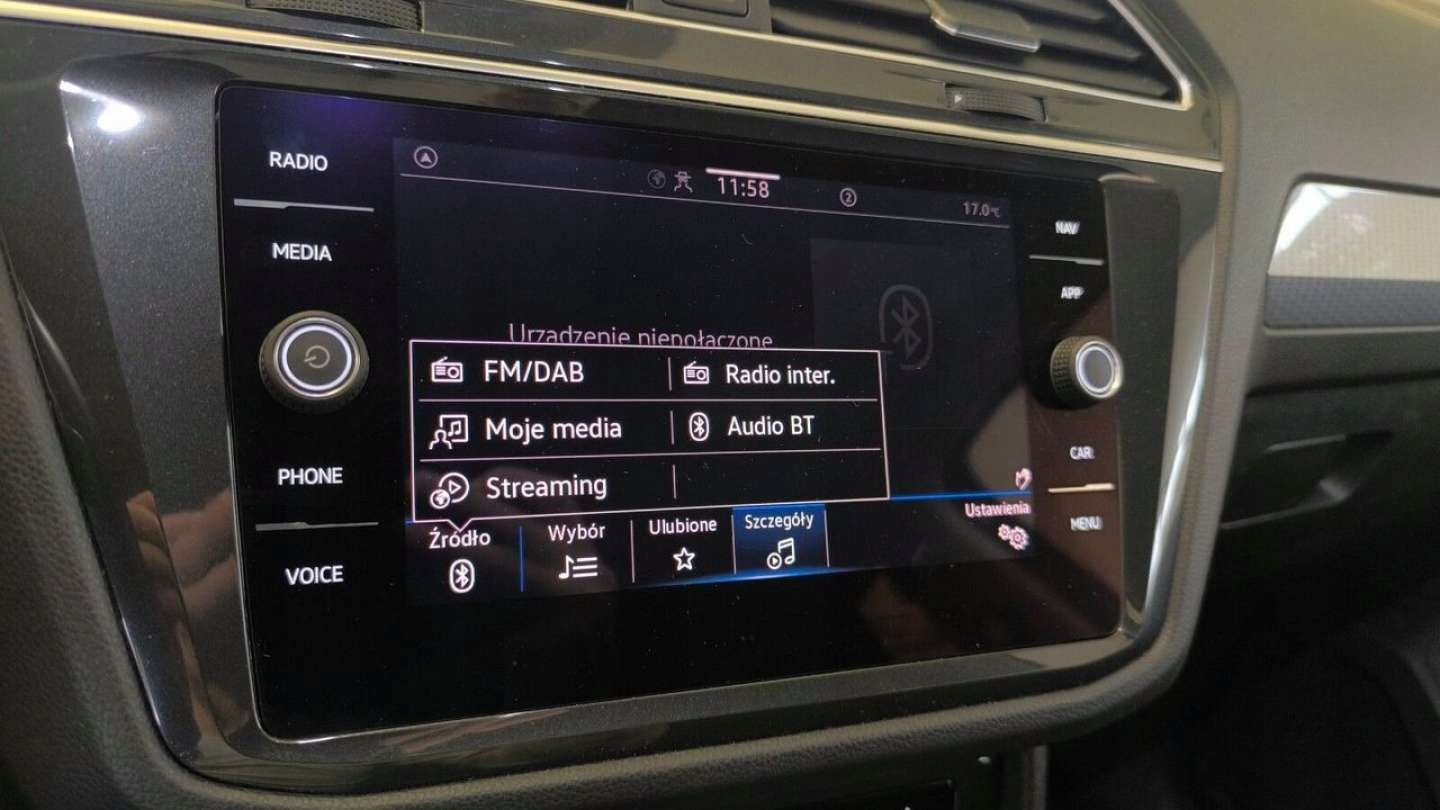 RADIO
MEDIA
PHONE
VOICE
11:58
2
17.0°C
Urządzenie niepołączone
FM/DAB
Radio inter.
Moje media
Audio BT
Streaming
Źródło
Wybór
Ulubione
Szczegóły
Ustawienia
NAV
APP
CAR
MENU